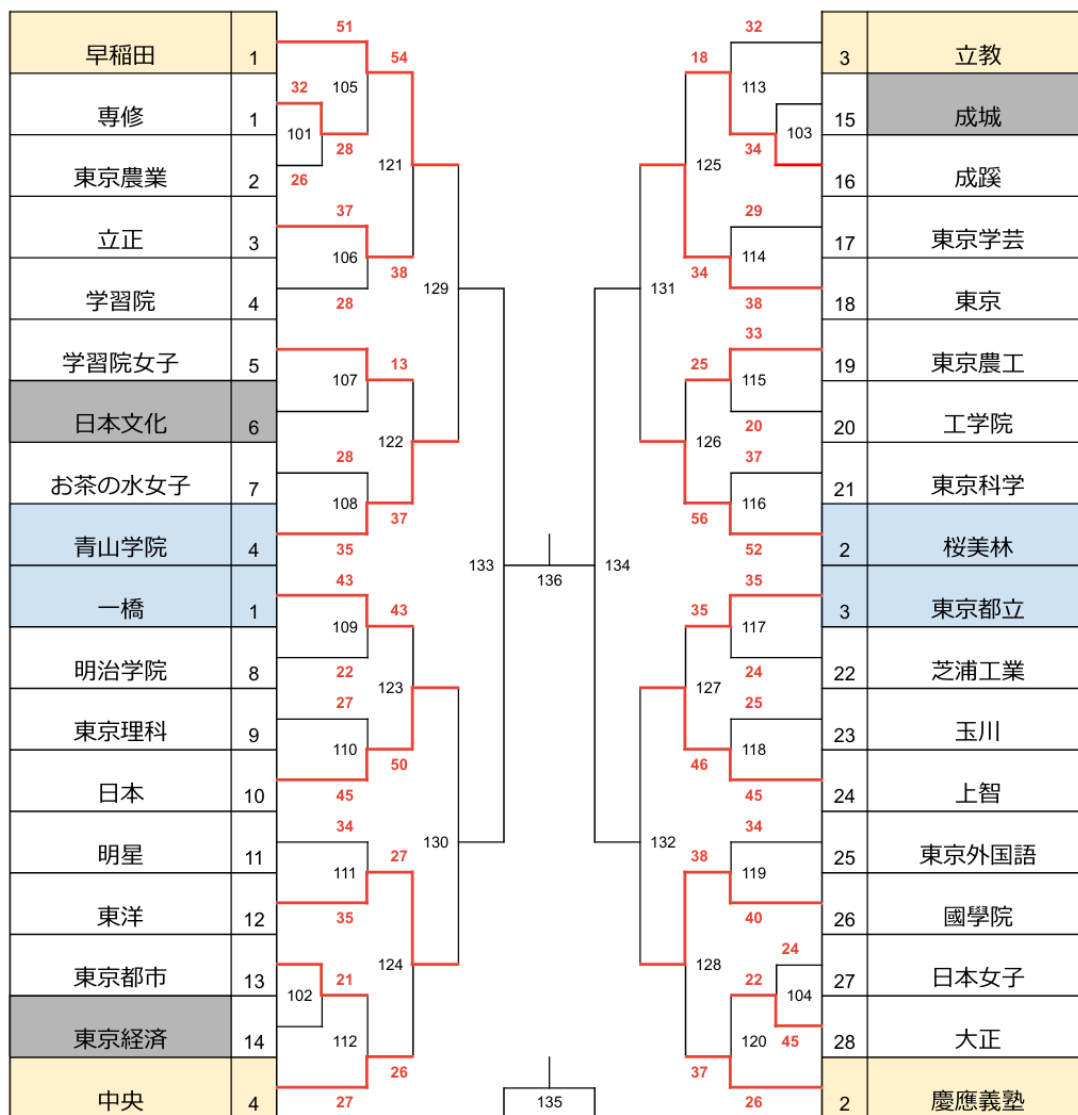 51
32
早稲田 1 54 18 3 立教
105 113
32
専修 1 101 103 15 成城
28 121 125 34
東京農業 2 26 16 成蹊
37 29
立正 3 17 東京学芸
106 114
38 34
学習院 4 28 129 131 38 18 東京
33
学習院女子 5 13 25 19 東京農工
107 115
日本文化 6 122 126 20 20 工学院
28 37
お茶の水女子 7 21 東京科学
108 116
37 56
青山学院 4 35 52 2 桜美林
133 136 134
43 35
一橋 1 43 35 3 東京都立
109 117
明治学院 8 22 123 127 24 22 芝浦工業
27 25
東京理科 9 23 玉川
110 118
50 46
日本 10 45 45 24 上智
34 34
明星 11 27 130 132 38 25 東京外国語
111 119
東洋 12 35 40 26 國學院
24
東京都市 13 21 124 128 22 27 日本女子
102 104
東京経済 14 112 120 45 28 大正
26 37
中央 4 27 135 26 2 慶應義塾